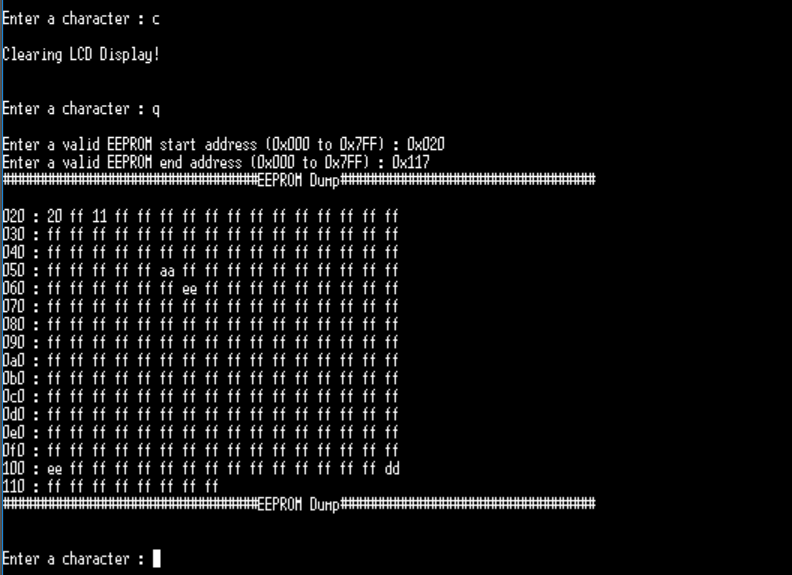 Enter a character : c
Clearing LCD Display!
Enter a character : q
Enter a valid EEPROM start address (0x000 to 0x7FF) : 0x020
Enter a valid EEPROM end address (0x000 to 0x7FF) : 0x117
##################################EEPROM Dump##################################
020 : 20 ff 11 ff ff ff ff ff ff ff ff ff ff ff ff ff
030 : ff ff ff ff ff ff ff ff ff ff ff ff ff ff ff ff
040 : ff ff ff ff ff ff ff ff ff ff ff ff ff ff ff ff
050 : ff ff ff ff ff aa ff ff ff ff ff ff ff ff ff ff
060 : ff ff ff ff ff ff ee ff ff ff ff ff ff ff ff ff
070 : ff ff ff ff ff ff ff ff ff ff ff ff ff ff ff ff
080 : ff ff ff ff ff ff ff ff ff ff ff ff ff ff ff ff
090 : ff ff ff ff ff ff ff ff ff ff ff ff ff ff ff ff
0a0 : ff ff ff ff ff ff ff ff ff ff ff ff ff ff ff ff
0b0 : ff ff ff ff ff ff ff ff ff ff ff ff ff ff ff ff
0c0 : ff ff ff ff ff ff ff ff ff ff ff ff ff ff ff ff
0d0 : ff ff ff ff ff ff ff ff ff ff ff ff ff ff ff ff
0e0 : ff ff ff ff ff ff ff ff ff ff ff ff ff ff ff ff
0f0 : ff ff ff ff ff ff ff ff ff ff ff ff ff ff ff ff
100 : ee ff ff ff ff ff ff ff ff ff ff ff ff ff ff dd
110 : ff ff ff ff ff ff ff ff
##################################EEPROM Dump##################################
Enter a character :